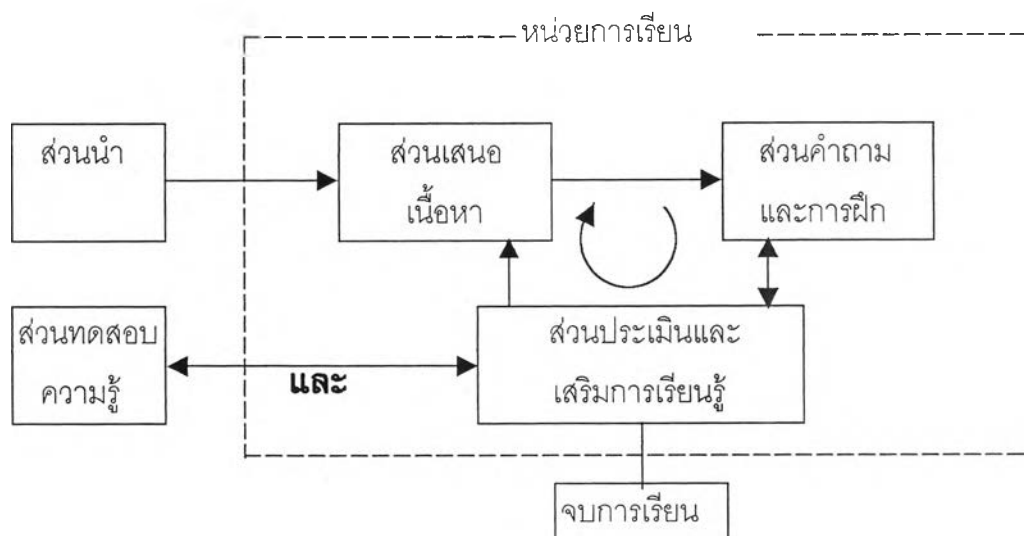 หน่วยการเรียน
ส่วนนำ
ส่วนเสนอ
เนื้อหา
ส่วนคำถาม
และการฝึก
ส่วนทดสอบ
ความรู้
และ
ส่วนประเมินและ
เสริมการเรียนรู้
จบการเรียน